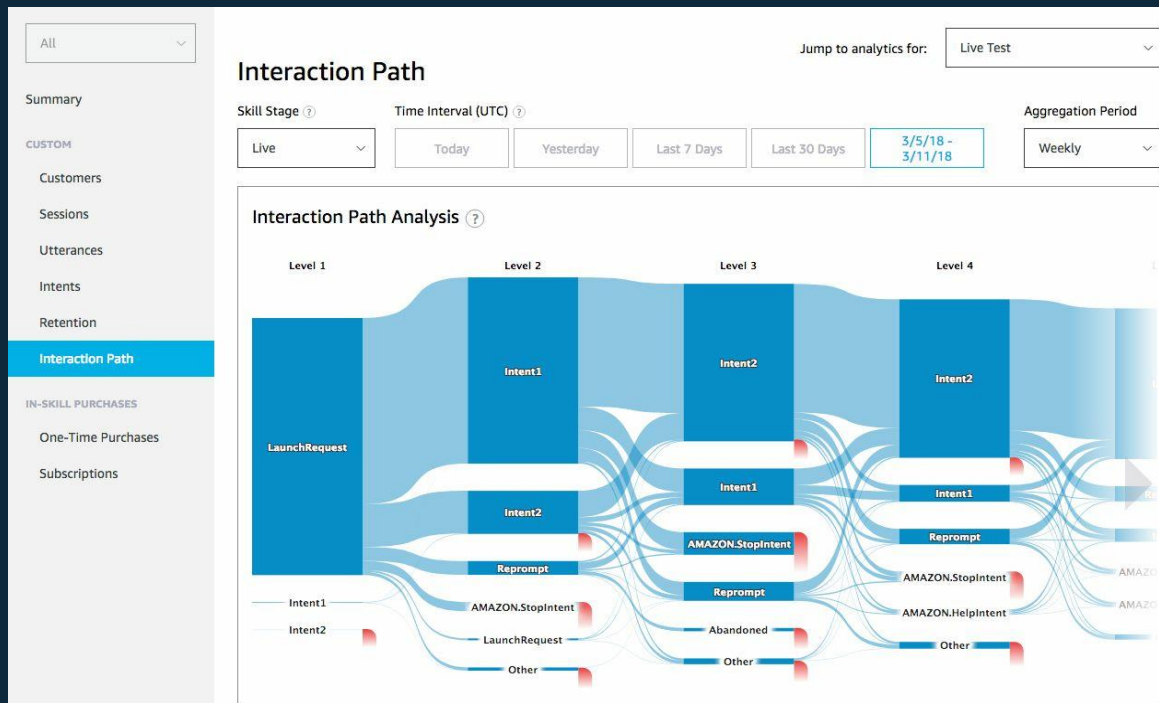 All
Summary
CUSTOM
Customers
Sessions
Utterances
Intents
Retention
Interaction Path
IN-SKILL PURCHASES
One-Time Purchases
Subscriptions
Jump to analytics for: Live Test
Interaction Path
Skill Stage ? Time Interval (UTC) ? Aggregation Period
Live Today Yesterday Last 7 Days Last 30 Days 3/5/18 - 3/11/18 Weekly
Interaction Path Analysis ?
Level 1 Level 2 Level 3 Level 4
LaunchRequest
Intent1
Intent2
Intent1
Intent2
Reprompt
AMAZON.StopIntent
LaunchRequest
Other
Intent2
Intent1
AMAZON.StopIntent
Reprompt
Abandoned
Other
Intent2
Intent1
Reprompt
AMAZON.StopIntent
AMAZON.HelpIntent
Other